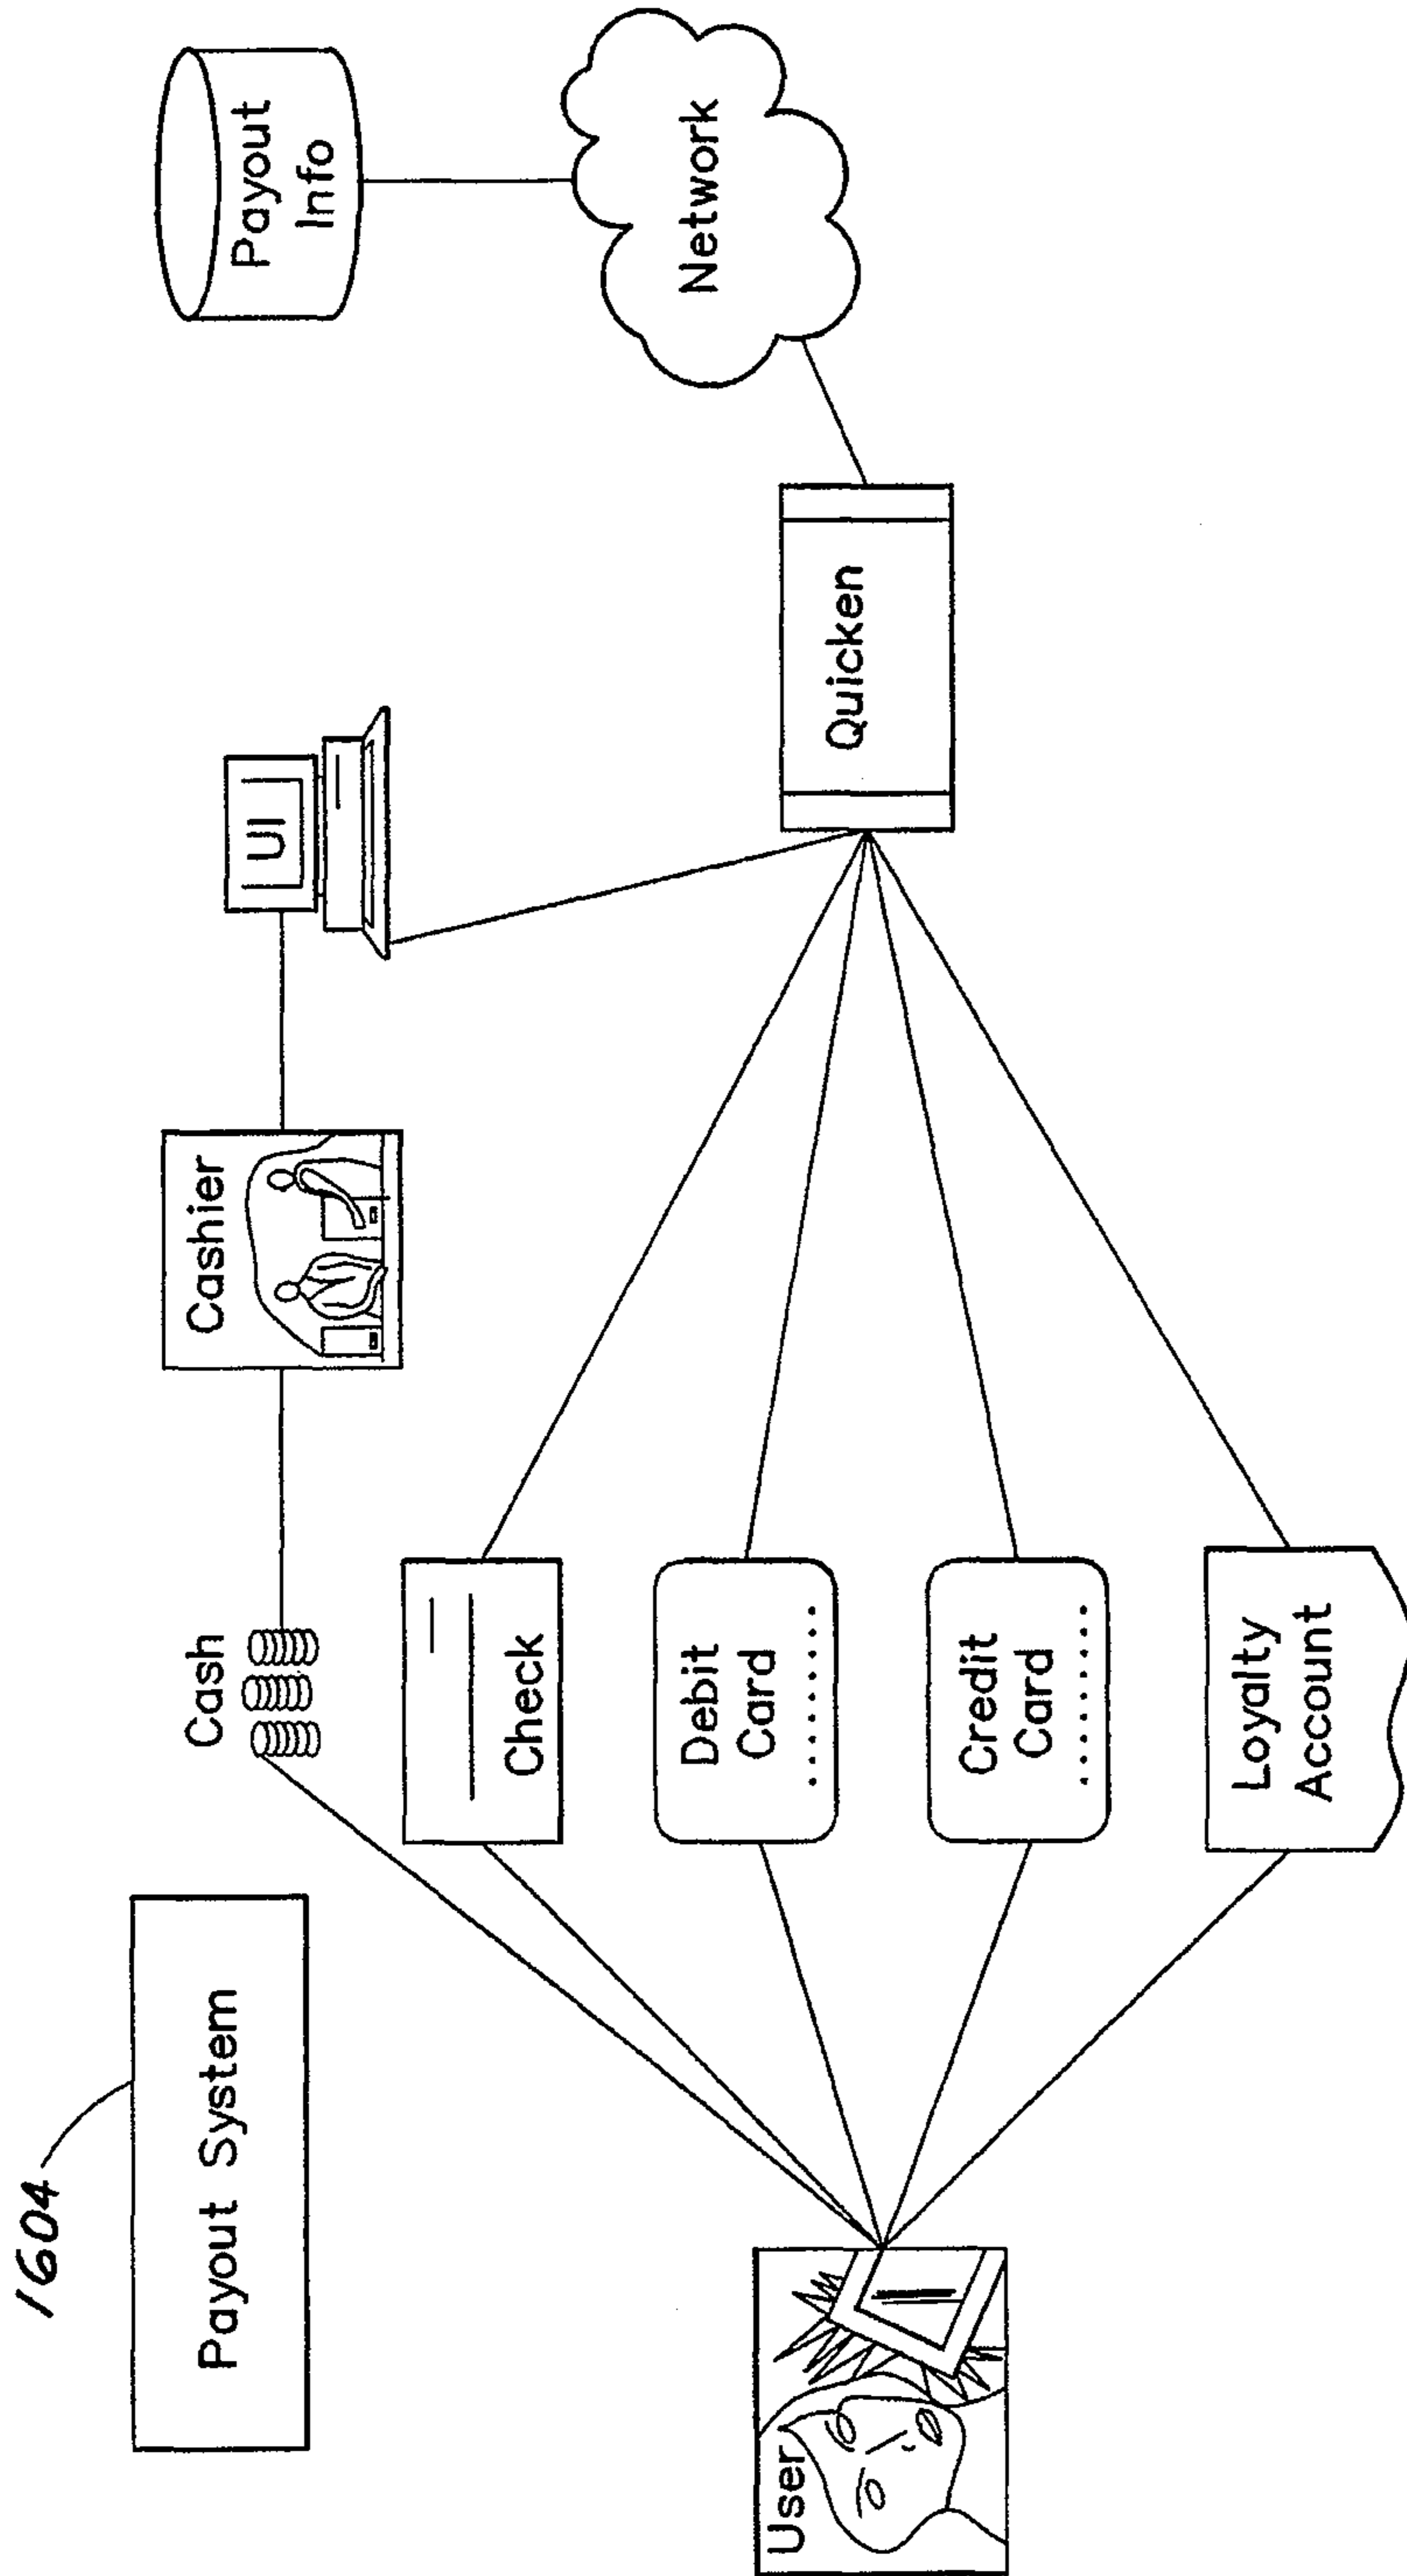 1604
Payout System
Cash
Cashier
UI
Payout
Info
User
Check
Debit
Card
Credit
Card
Loyalty
Account
Quicken
Network